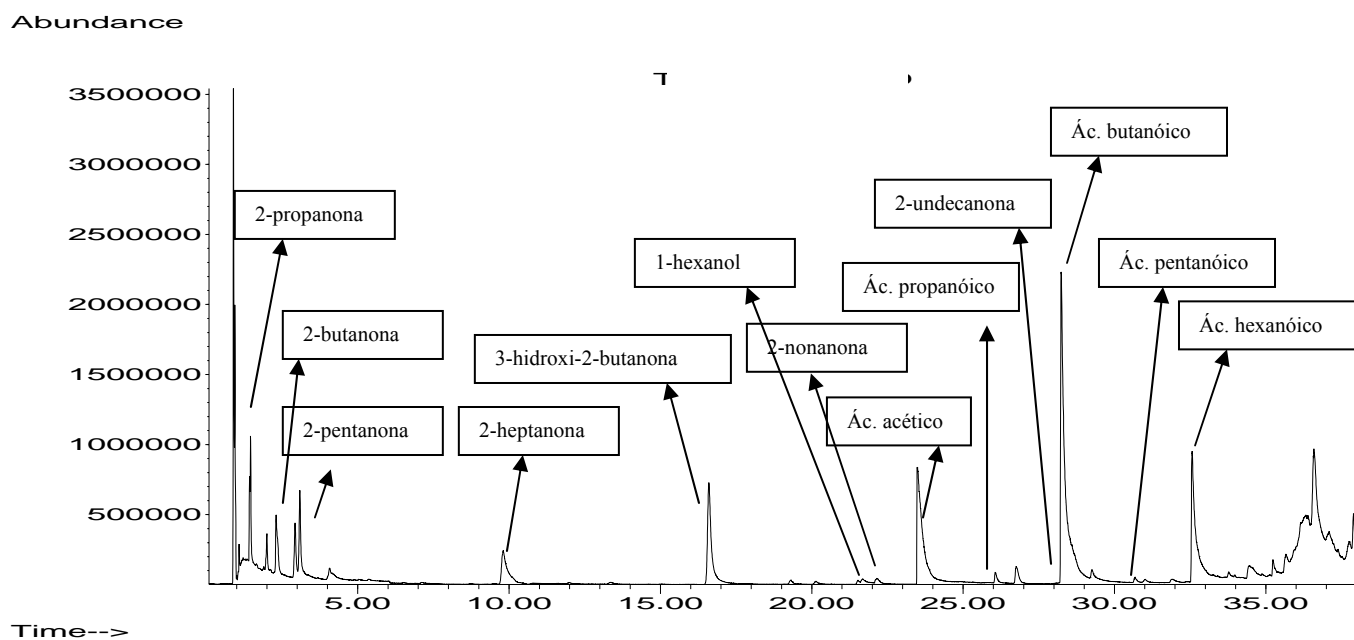 Abundance
3500000
3000000
2500000
2000000
1500000
1000000
500000
2-propanona
2-butanona
2-pentanona
2-heptanona
3-hidroxi-2-butanona
1-hexanol
2-nonanona
Ác. acético
Ác. propanóico
2-undecanona
Ác. butanóico
Ác. pentanóico
Ác. hexanóico
5.00 10.00 15.00 20.00 25.00 30.00 35.00
Time-->